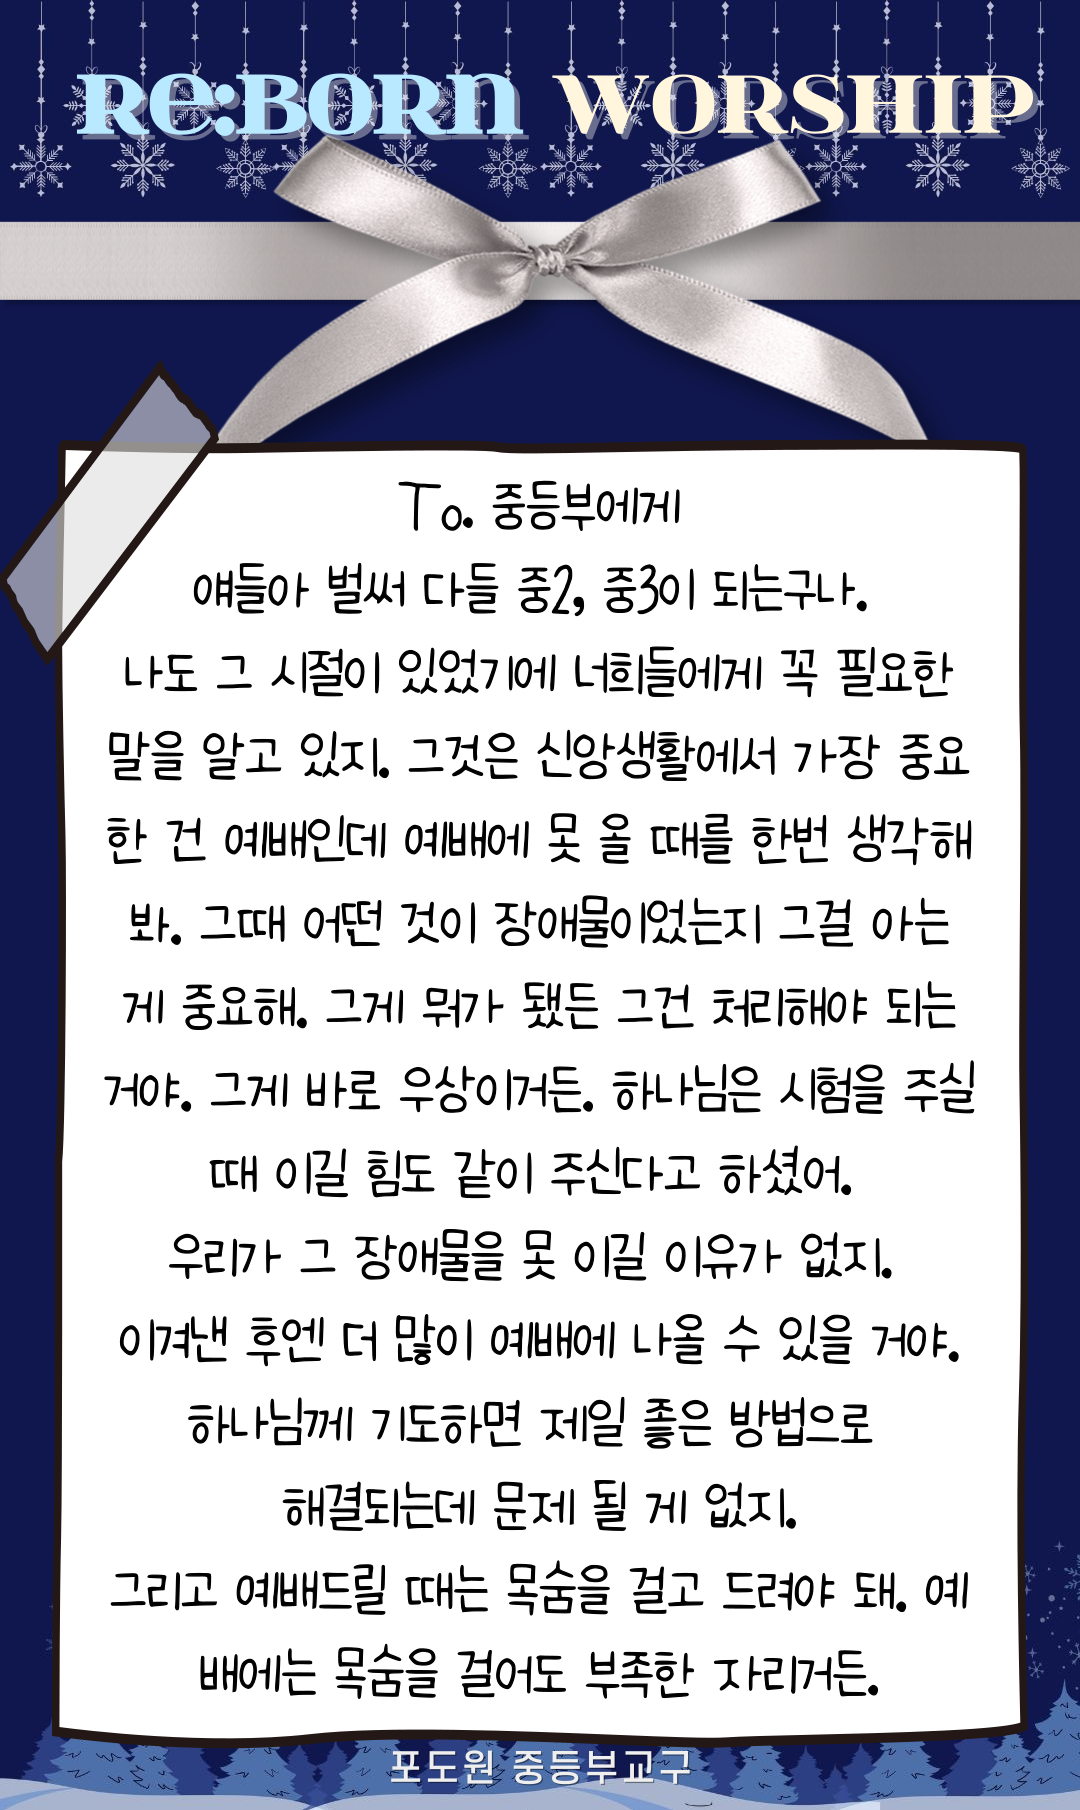 Re:BORN WORSHIP
To. 중등부에게
얘들아 벌써 다들 중2, 중3이 되는구나.
나도 그 시절이 있었기에 너희들에게 꼭 필요한
말을 알고 있지. 그것은 신앙생활에서 가장 중요
한 건 예배인데 예배에 못 올 때를 한번 생각해
봐. 그때 어떤 것이 장애물이었는지 그걸 아는
게 중요해. 그게 뭐가 됐든 그건 처리해야 되는
거야. 그게 바로 우상이거든. 하나님은 시험을 주실
때 이길 힘도 같이 주신다고 하셨어.
우리가 그 장애물을 못 이길 이유가 없지.
이겨낸 후엔 더 많이 예배에 나올 수 있을 거야.
하나님께 기도하면 제일 좋은 방법으로
해결되는데 문제 될 게 없지.
그리고 예배드릴 때는 목숨을 걸고 드려야 돼. 예
배에는 목숨을 걸어도 부족한 자리거든.
포도원 중등부교구